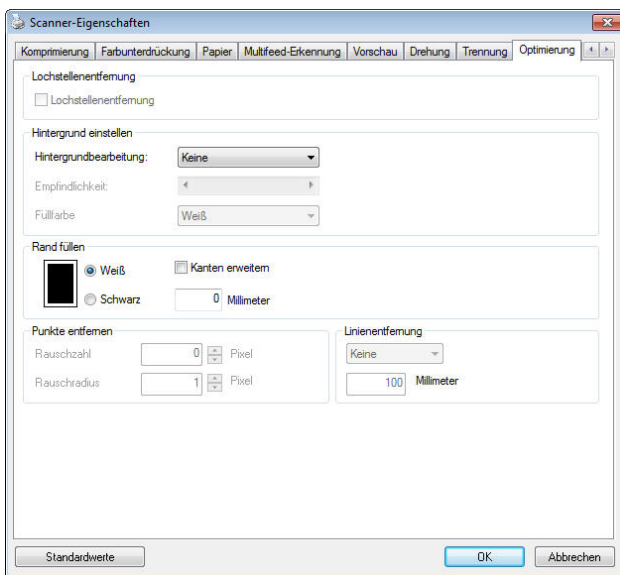 Scanner-Eigenschaften
Komprimierung Farbunterdrückung Papier Multifeed-Erkennung Vorschau Drehung Trennung Optimierung
Lochstellenentfernung
Lochstellenentfernung
Hintergrund einstellen
Hintergrundbearbeitung: Keine
Empfindlichkeit:
Füllfarbe Weiß
Rand füllen
Weiß Kanten erweitern
Schwarz 0 Millimeter
Punkte entfernen Linienentfernung
Rauschzahl 0 Pixel Keine
Rauschradius 1 Pixel 100 Millimeter
Standardwerte OK Abbrechen